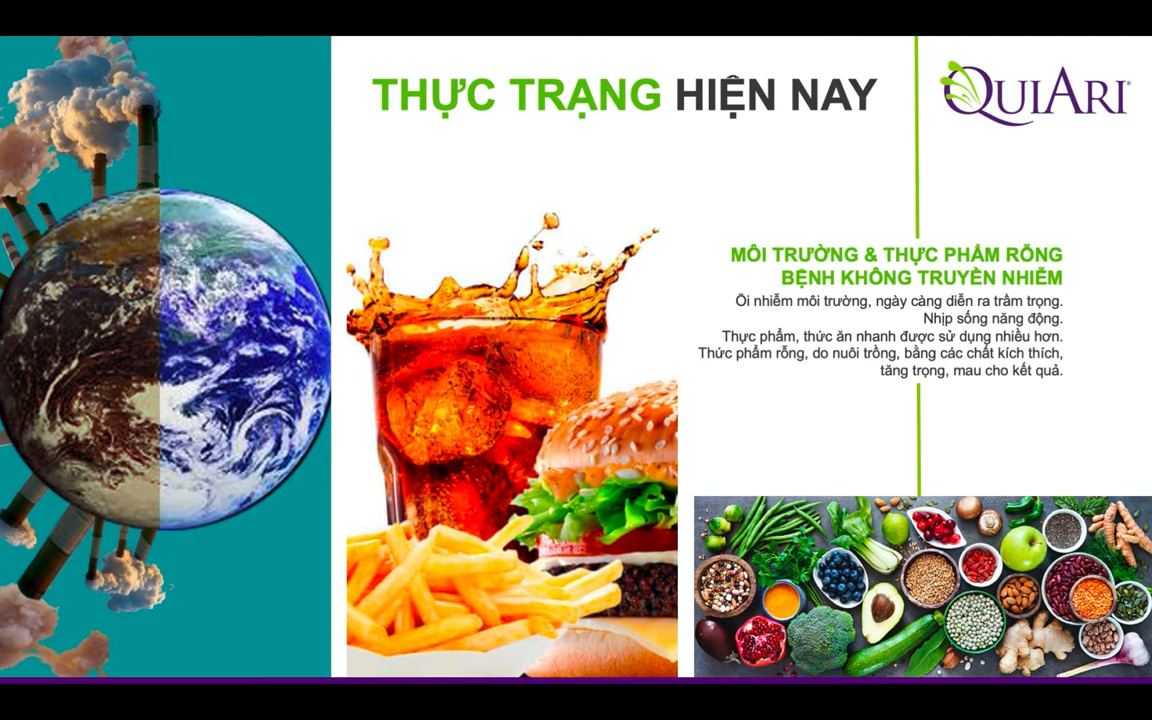 THỰC TRẠNG HIỆN NAY
QUIARI®
MÔI TRƯỜNG & THỰC PHẨM RỖNG
BỆNH KHÔNG TRUYỀN NHIỄM
Ôi nhiễm môi trường, ngày càng diễn ra trầm trọng.
Nhịp sống năng động.
Thực phẩm, thức ăn nhanh được sử dụng nhiều hơn.
Thức phẩm rỗng, do nuôi trồng, bằng các chất kích thích,
tăng trọng, mau cho kết quả.